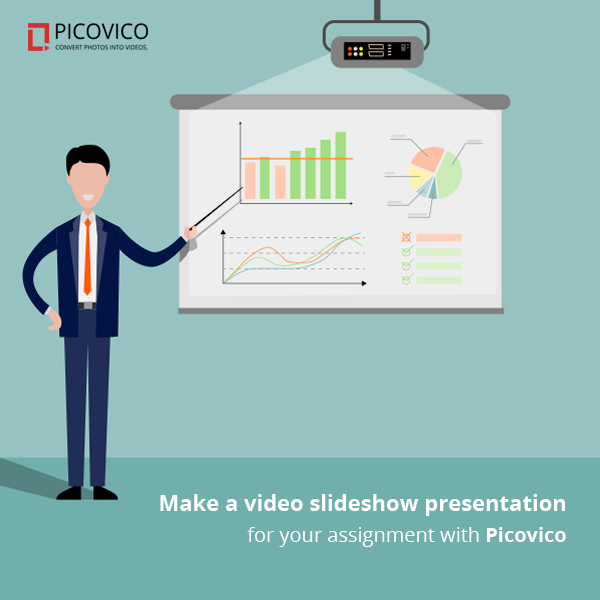 PICOVICO
CONVERT PHOTOS INTO VIDEOS.
Make a video slideshow presentation
for your assignment with Picovico